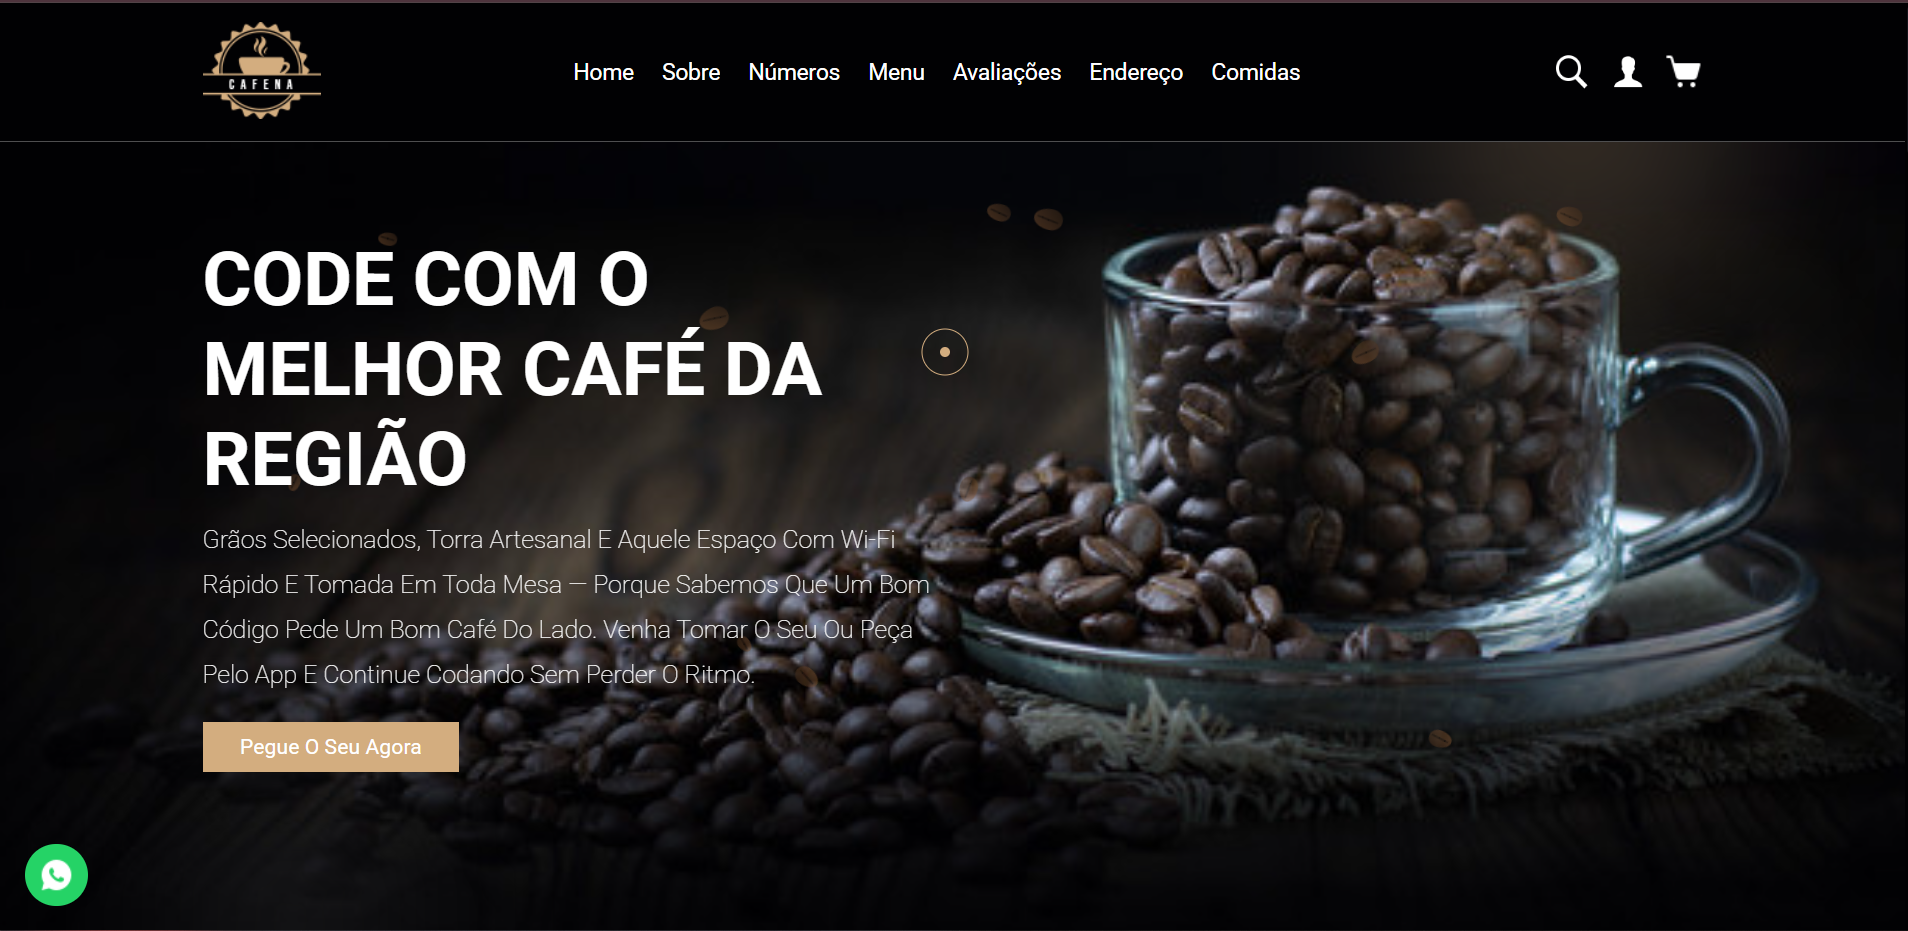 CAFENA
Home Sobre Números Menu Avaliações Endereço Comidas
CODE COM O
MELHOR CAFÉ DA
REGIÃO
Grãos Selecionados, Torra Artesanal E Aquele Espaço Com Wi-Fi
Rápido E Tomada Em Toda Mesa — Porque Sabemos Que Um Bom
Código Pede Um Bom Café Do Lado. Venha Tomar O Seu Ou Peça
Pelo App E Continue Codando Sem Perder O Ritmo.
Pegue O Seu Agora